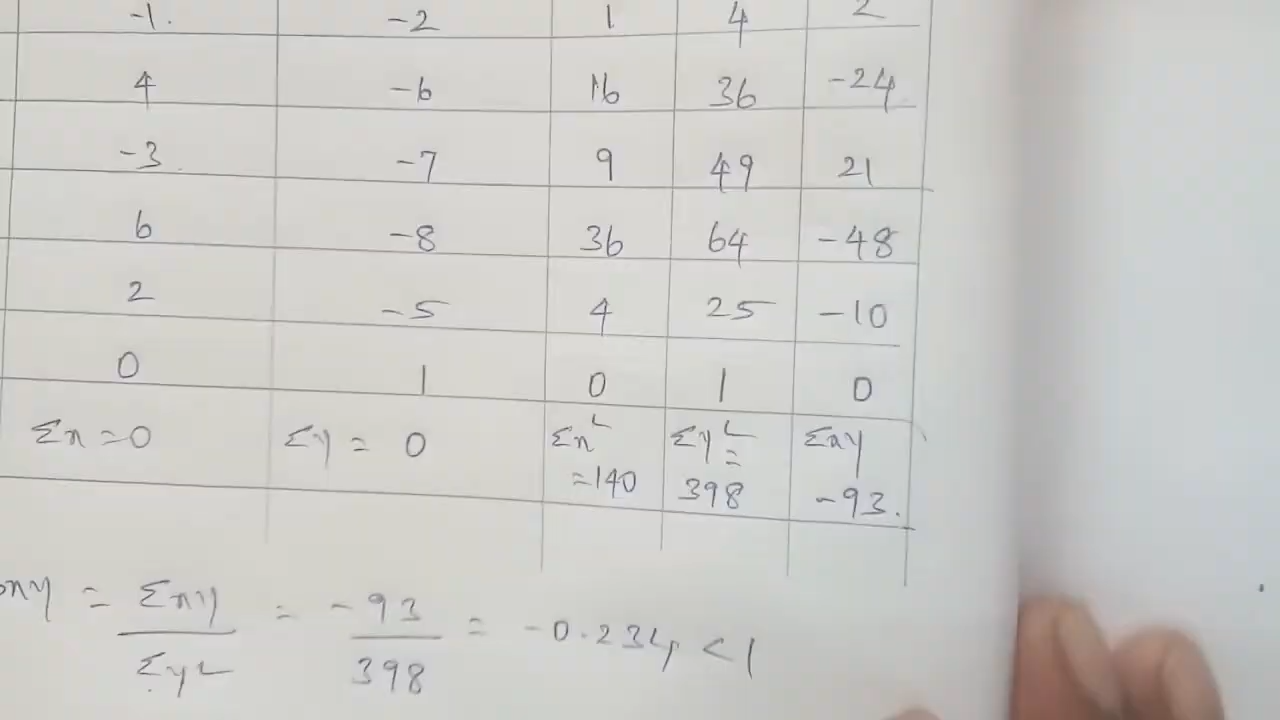 -1. -2 1 4 2
4 -6 16 36 -24
-3 -7 9 49 21
6 -8 36 64 -48
2 -5 4 25 -10
0 1 0 1 0
Σx = 0 Σy = 0 Σx² = 140 Σy² = 398 Σxy -93.
xy = Σxy / Σy² = -93 / 398 = -0.234 < 1